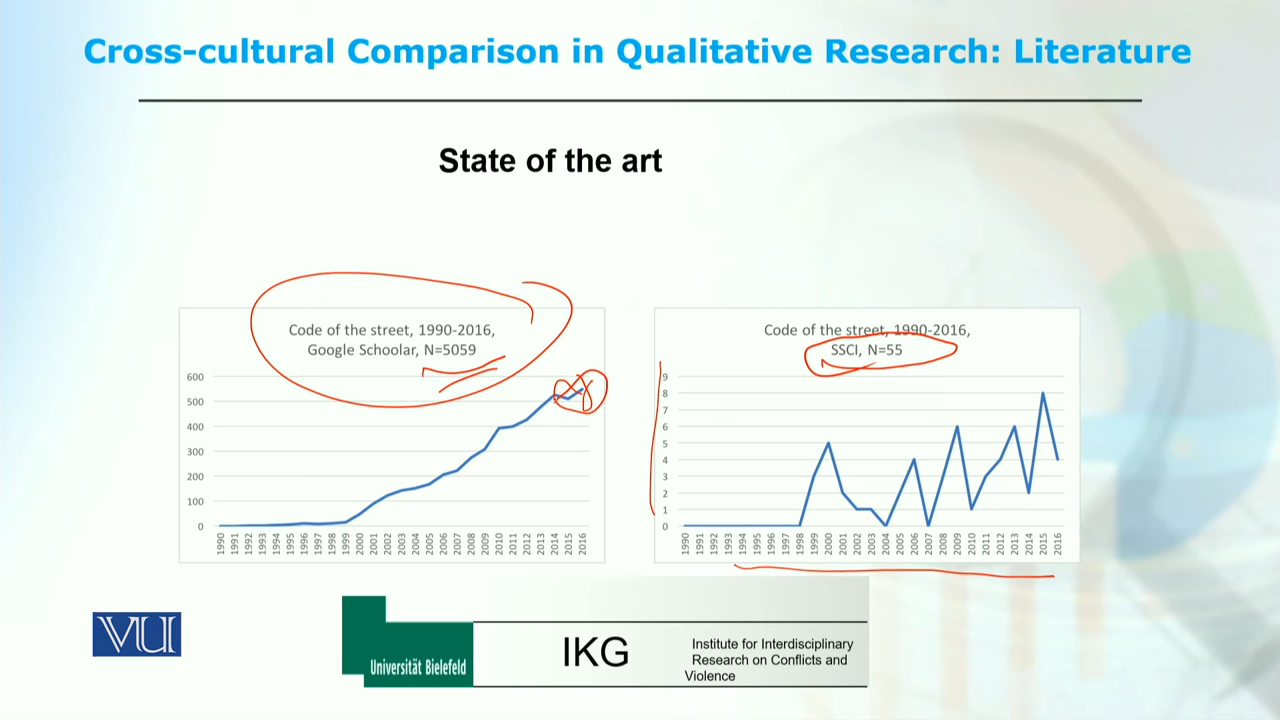 Cross-cultural Comparison in Qualitative Research: Literature
State of the art
Code of the street, 1990-2016,
Google Schoolar, N=5059
600
500
400
300
200
100
0
1990 1991 1992 1993 1994 1995 1996 1997 1998 1999 2000 2001 2002 2003 2004 2005 2006 2007 2008 2009 2010 2011 2012 2013 2014 2015 2016
Code of the street, 1990-2016,
SSCI, N=55
9
8
7
6
5
4
3
2
1
0
1990 1991 1992 1993 1994 1995 1996 1997 1998 1999 2000 2001 2002 2003 2004 2005 2006 2007 2008 2009 2010 2011 2012 2013 2014 2015 2016
VU
Universität Bielefeld
IKG
Institute for Interdisciplinary
Research on Conflicts and
Violence